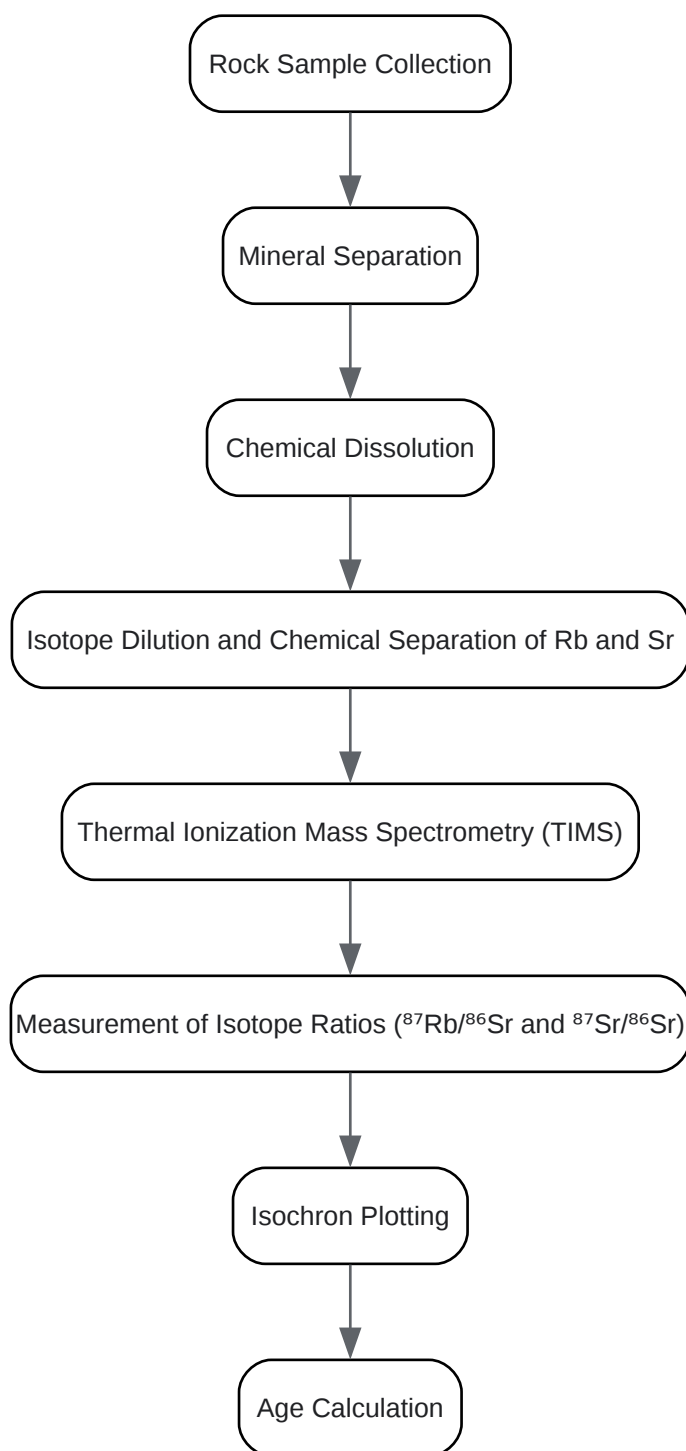 Rock Sample Collection
Mineral Separation
Chemical Dissolution
Isotope Dilution and Chemical Separation of Rb and Sr
Thermal Ionization Mass Spectrometry (TIMS)
Measurement of Isotope Ratios (⁸⁷Rb/⁸⁶Sr and ⁸⁷Sr/⁸⁶Sr)
Isochron Plotting
Age Calculation